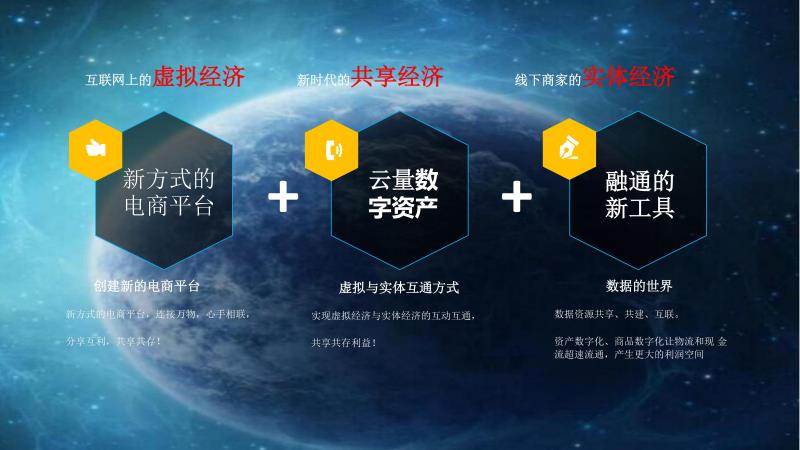 互联网上的虚拟经济
新时代的共享经济
线下商家的实体经济
新方式的
电商平台
云量数
字资产
融通的
新工具
创建新的电商平台
新方式的电商平台，连接万物，心手相联，
分享互利，共享共存！
虚拟与实体互通方式
实现虚拟经济与实体经济的互动互通，
共享共存利益！
数据的世界
数据资源共享、共建、互联。
资产数字化、商品数字化让物流和现 金
流超速流通，产生更大的利润空间